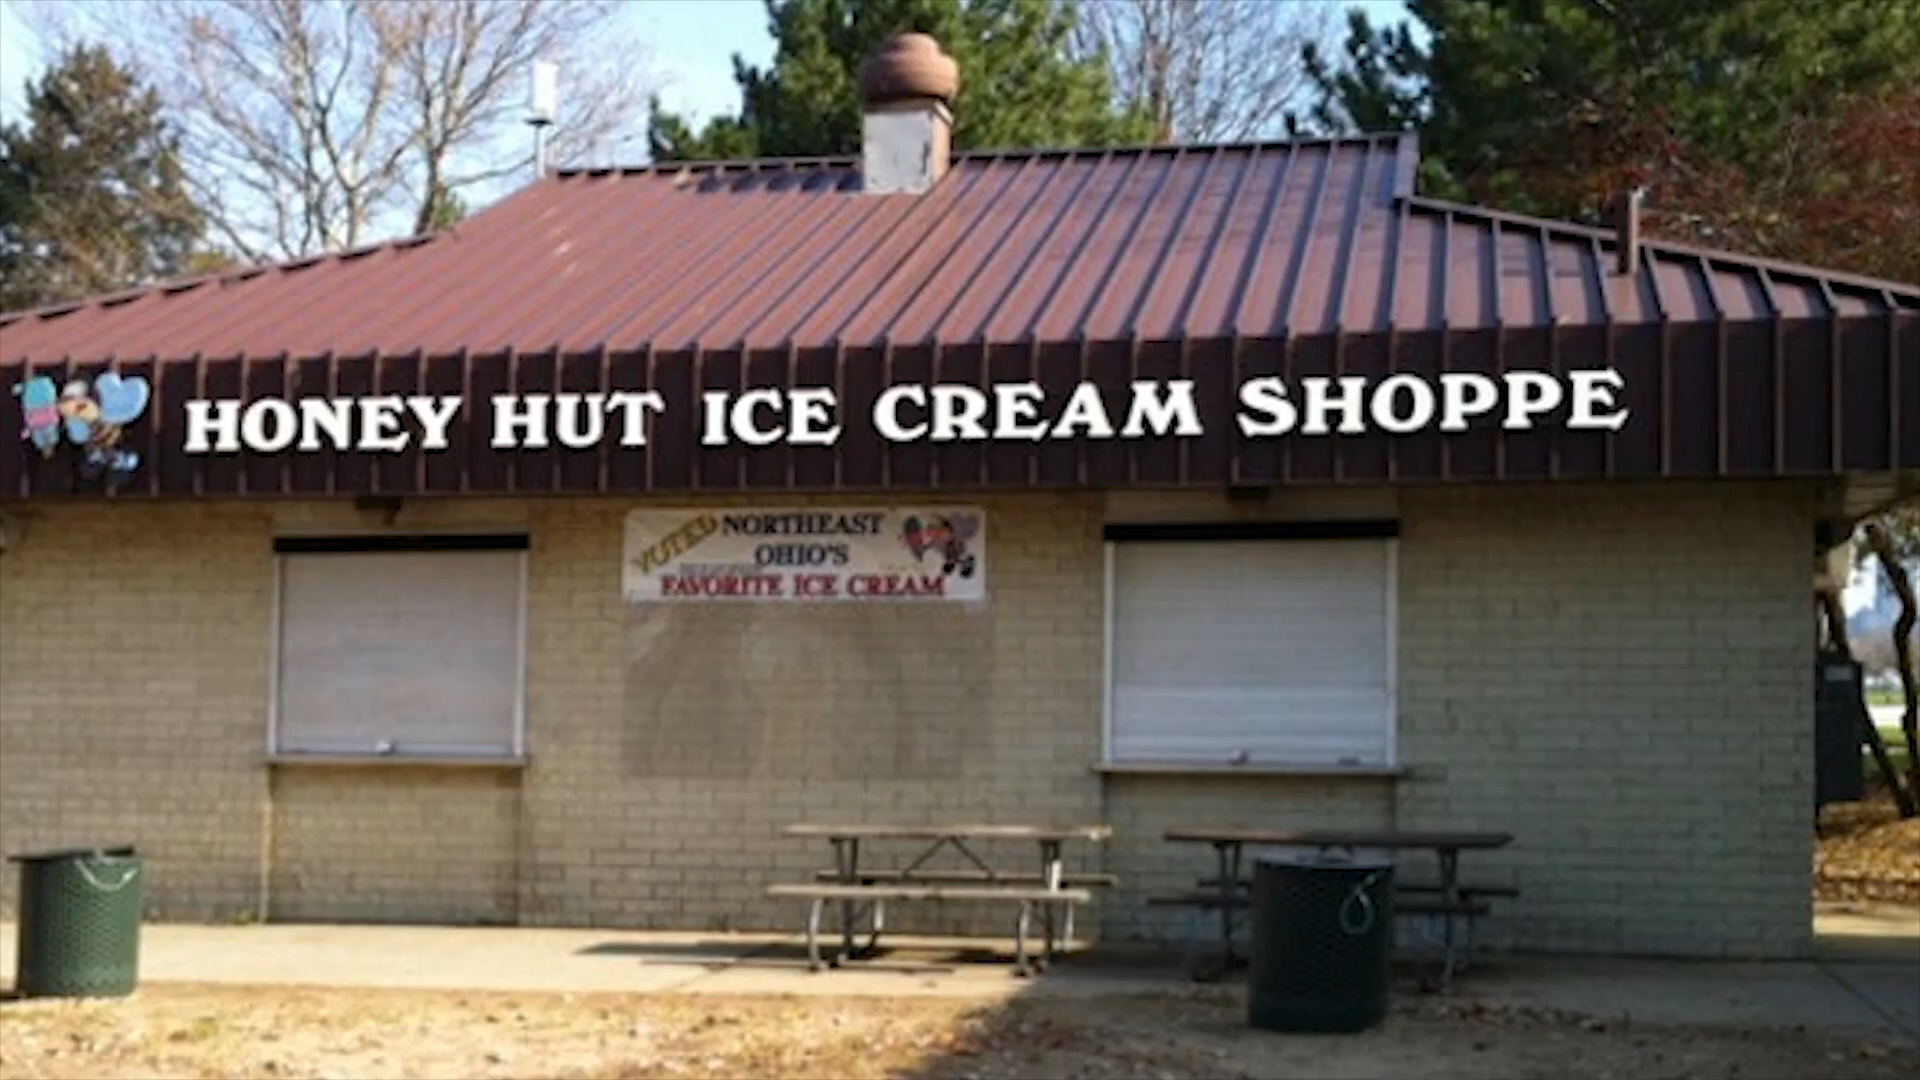 HONEY HUT ICE CREAM SHOPPE
VOTED NORTHEAST
OHIO'S
FAVORITE ICE CREAM